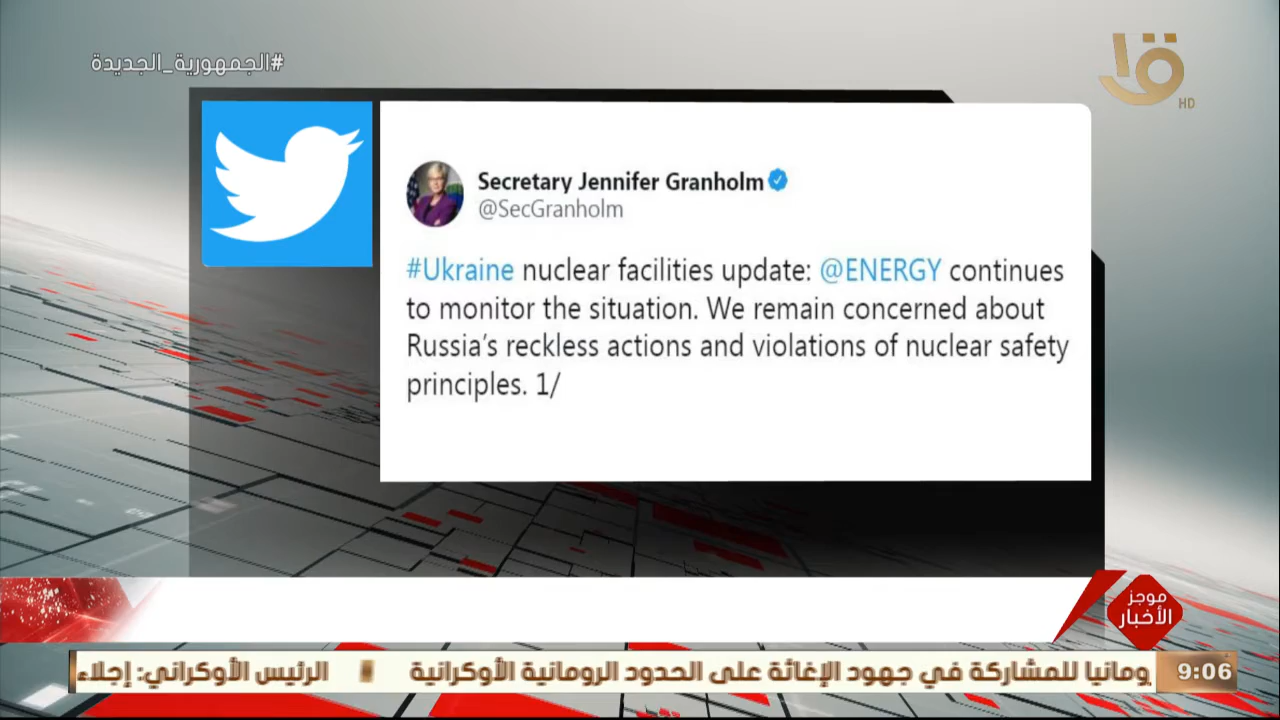 #الجمهورية_الجديدة
HD
Secretary Jennifer Granholm
@SecGranholm
#Ukraine nuclear facilities update: @ENERGY continues
to monitor the situation. We remain concerned about
Russia's reckless actions and violations of nuclear safety
principles. 1/
موجز
الأخبار
ومانيا للمشاركة في جهود الإغاثة على الحدود الرومانية الأوكرانية الرئيس الأوكراني: إجلاء
9:06